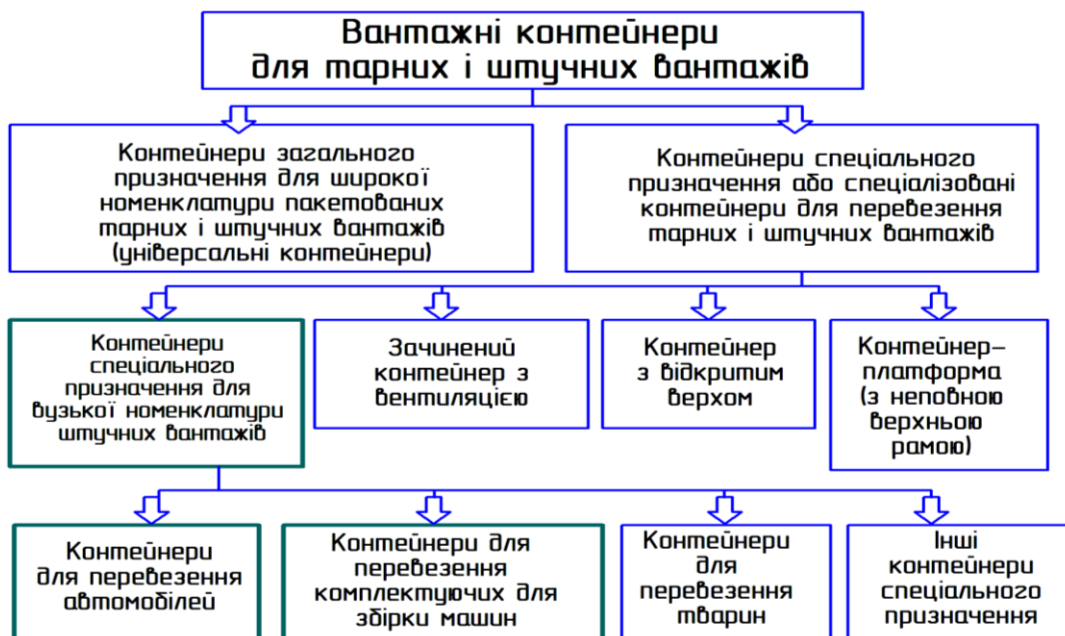 Вантажні контейнери
для тарних і штучних вантажів
Контейнери загального
призначення для широкої
номенклатури пакетованих
тарних і штучних вантажів
(універсальні контейнери)
Контейнери спеціального
призначення або спеціалізовані
контейнери для перевезення
тарних і штучних вантажів
Контейнери
спеціального
призначення для
вузької номенклатури
штучних вантажів
Зачинений
контейнер з
вентиляцією
Контейнер
з відкритим
верхом
Контейнер–
платформа
(з неповною
верхньою
рамою)
Контейнери
для перевезення
автомобілей
Контейнери для
перевезення
комплектуючих для
збірки машин
Контейнери
для
перевезення
тварин
Інші
контейнери
спеціального
призначення